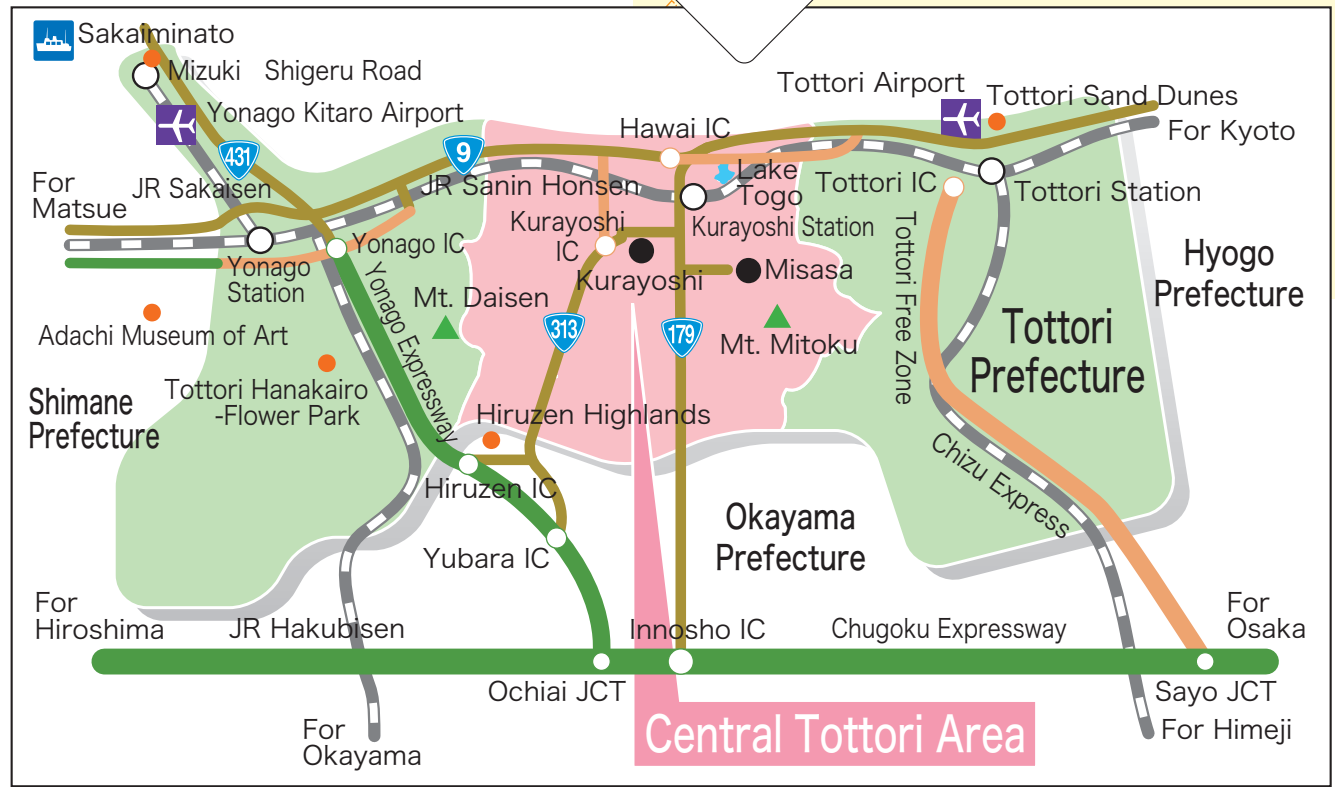 Sakaiminato
Mizuki Shigeru Road
Yonago Kitaro Airport
Tottori Airport
Tottori Sand Dunes
For Kyoto
Hawai IC
431
9
For
Matsue
JR Sakaisen
JR Sanin Honsen
Lake
Togo
Tottori IC
Tottori Station
Kurayoshi
IC
Kurayoshi Station
Yonago IC
Yonago
Station
Kurayoshi
Misasa
Tottori Free Zone
Hyogo
Prefecture
Adachi Museum of Art
Mt. Daisen
313
179
Mt. Mitoku
Tottori
Prefecture
Yonago Expressway
Tottori Hanakairo
-Flower Park
Shimane
Prefecture
Hiruzen Highlands
Hiruzen IC
Chizu Express
Okayama
Prefecture
Yubara IC
For
Hiroshima
JR Hakubisen
Innosho IC
Chugoku Expressway
For
Osaka
Ochiai JCT
Sayo JCT
For
Okayama
Central Tottori Area
For Himeji